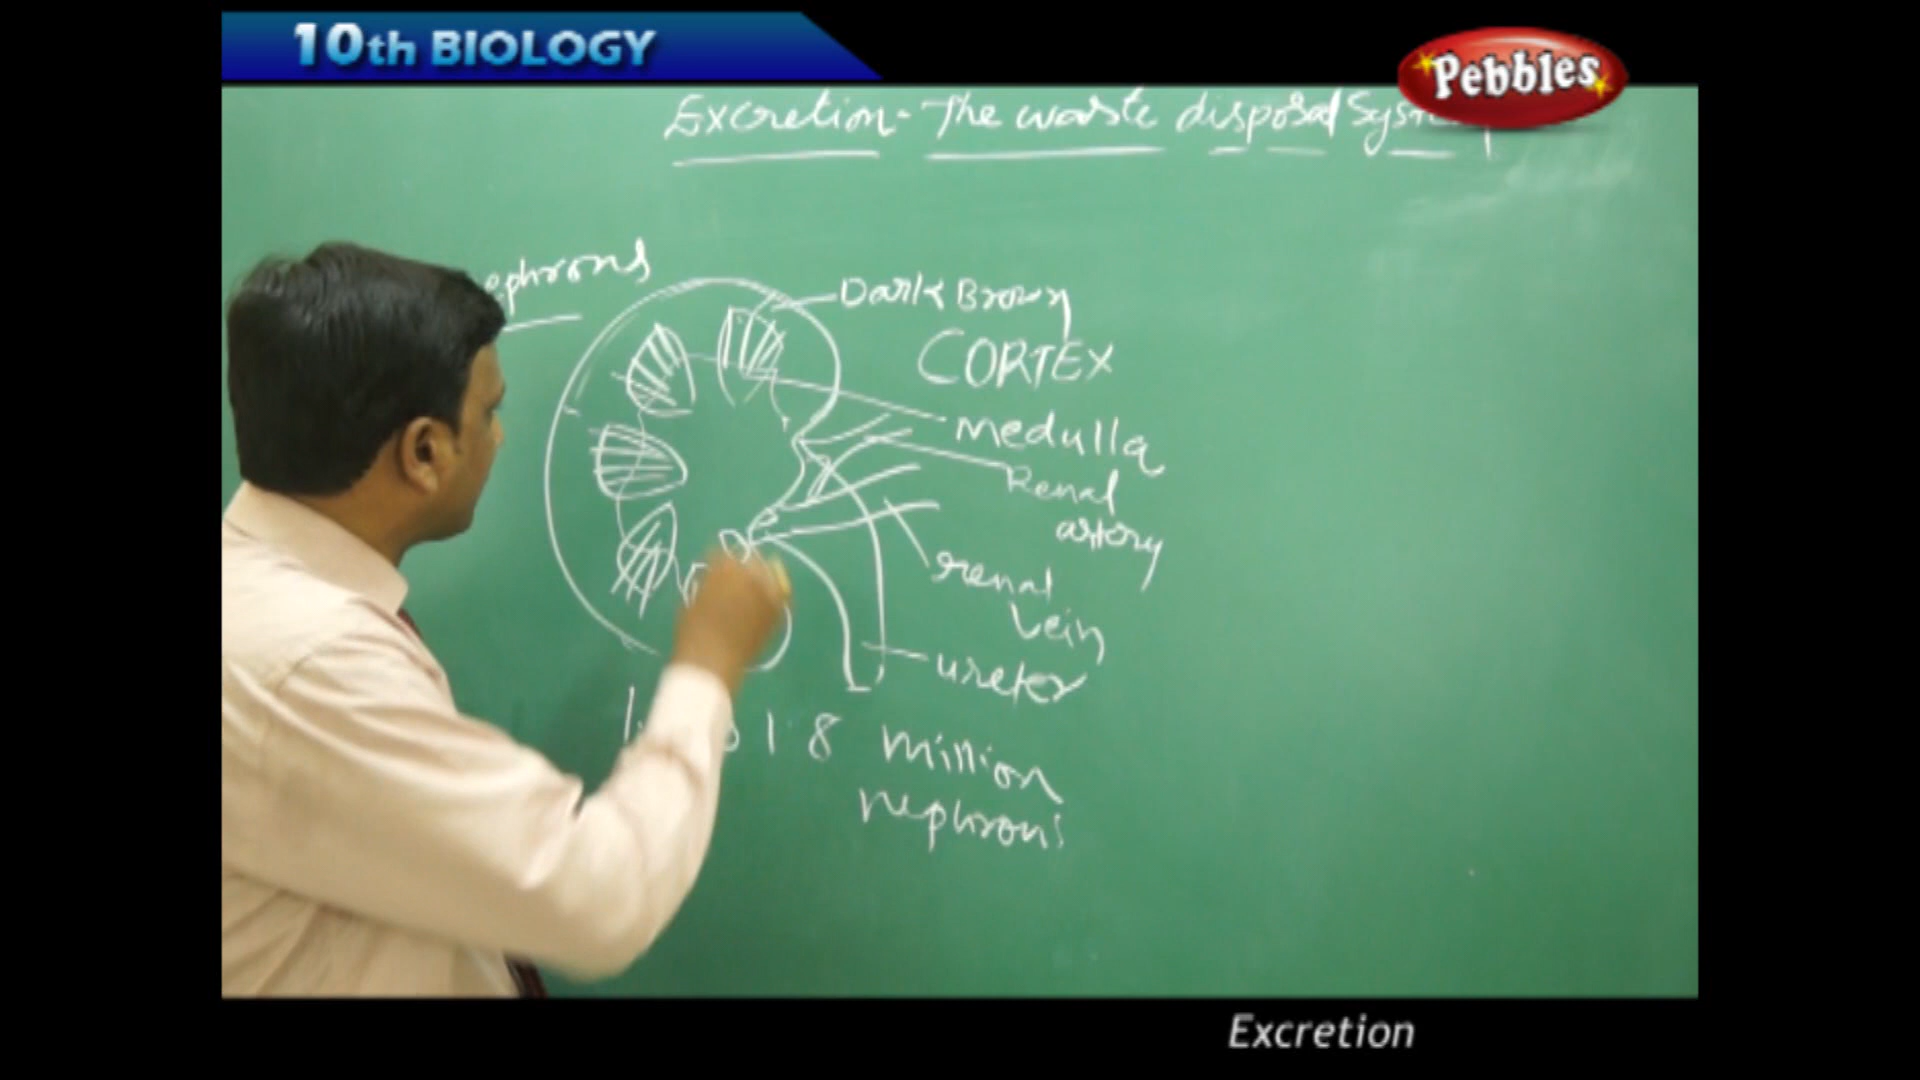 10th BIOLOGY
Pebbles
Excretion - The waste disposal
Dark Brown
CORTEX
Medulla
Renal
artery
renal
vein
ureter
1.8 million
nephrons
Excretion